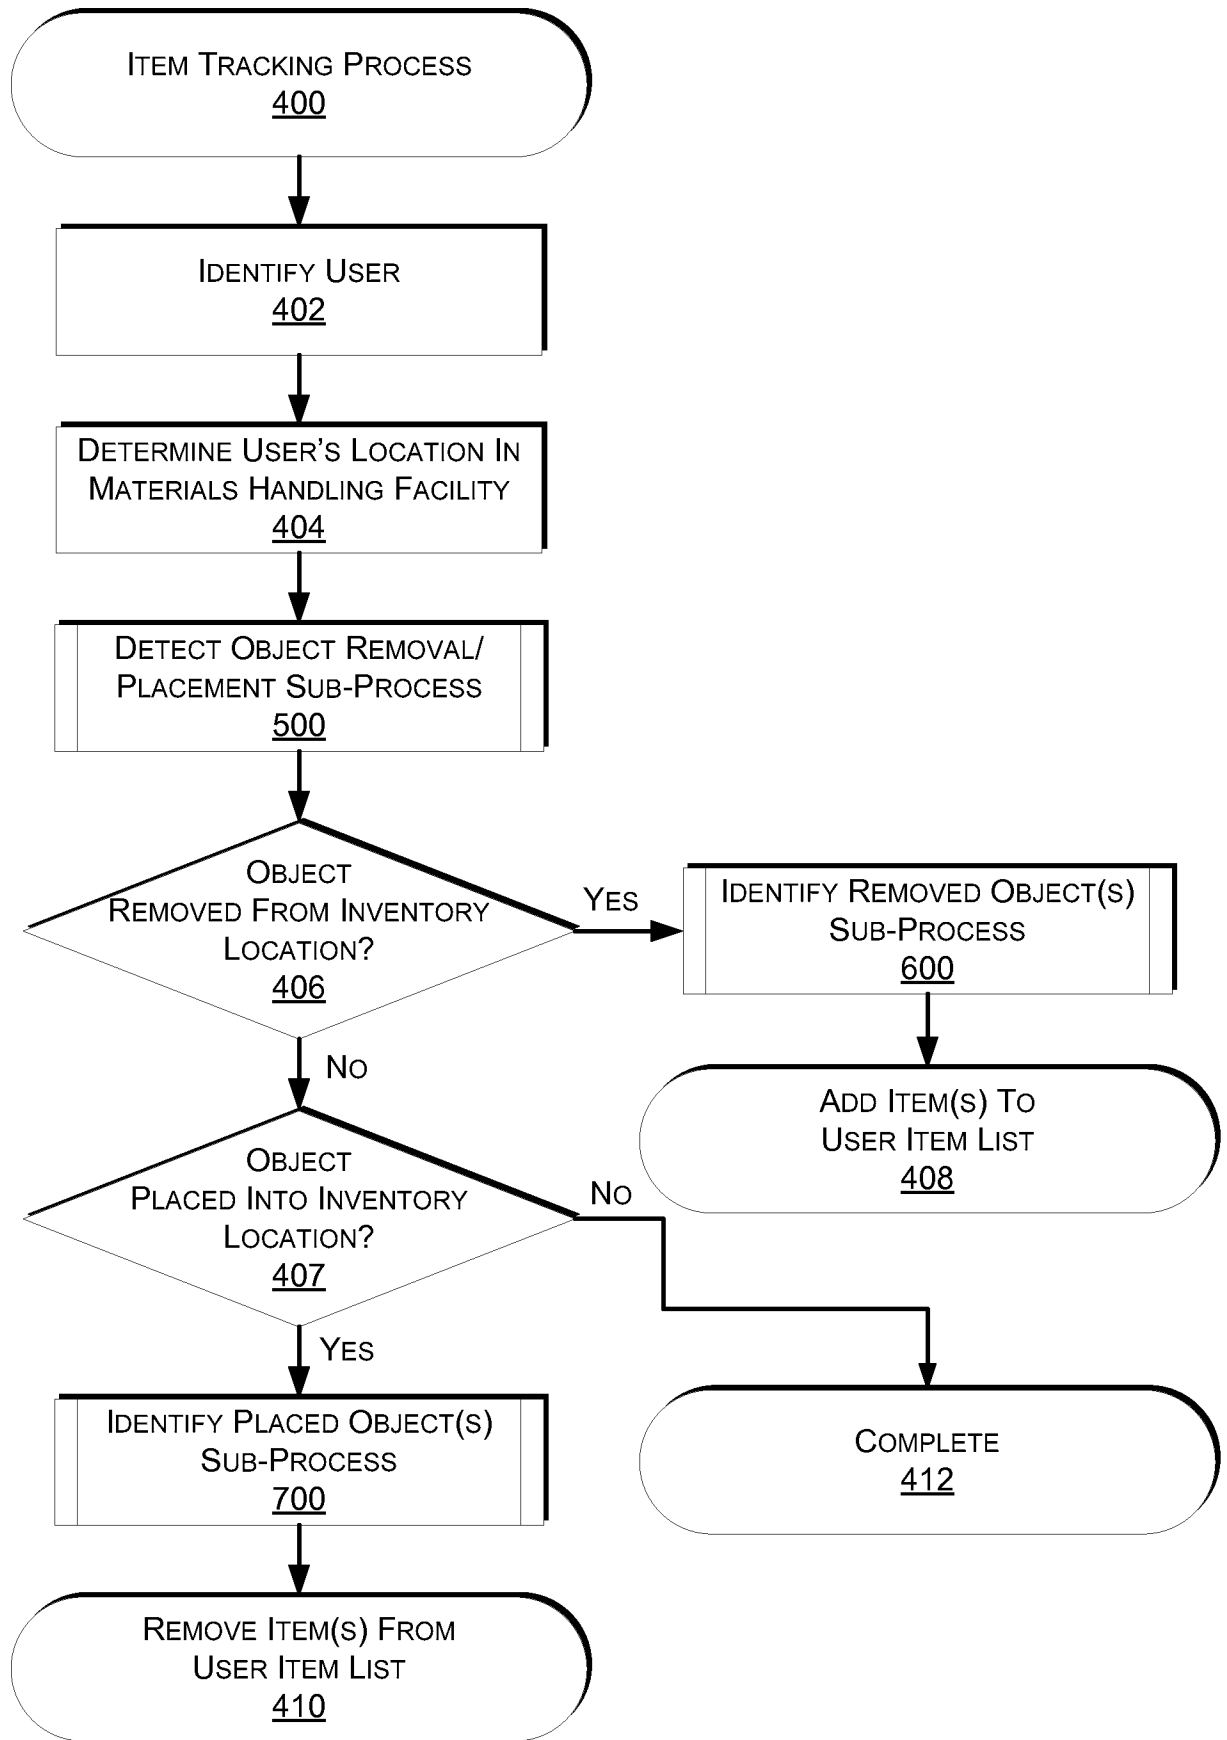 ITEM TRACKING PROCESS
400
IDENTIFY USER
402
DETERMINE USER'S LOCATION IN
MATERIALS HANDLING FACILITY
404
DETECT OBJECT REMOVAL/
PLACEMENT SUB-PROCESS
500
OBJECT
REMOVED FROM INVENTORY
LOCATION?
406
YES
IDENTIFY REMOVED OBJECT(S)
SUB-PROCESS
600
ADD ITEM(S) TO
USER ITEM LIST
408
NO
OBJECT
PLACED INTO INVENTORY
LOCATION?
407
NO
COMPLETE
412
YES
IDENTIFY PLACED OBJECT(S)
SUB-PROCESS
700
REMOVE ITEM(S) FROM
USER ITEM LIST
410